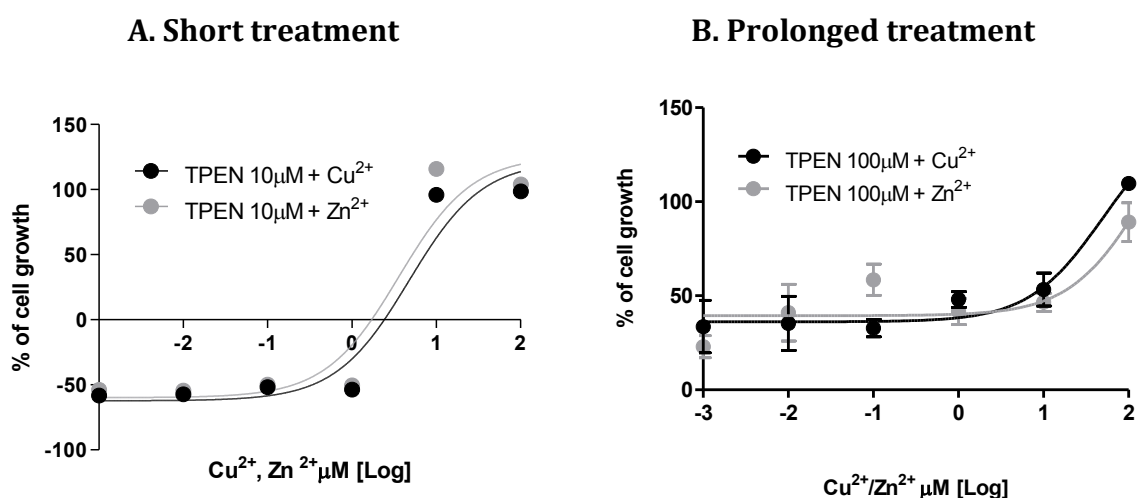 A. Short treatment
150
100
50
0
-50
-100
-2
-1
0
1
2
% of cell growth
TPEN 10μM + Cu²⁺
TPEN 10μM + Zn²⁺
Cu²⁺, Zn ²⁺μM [Log]
B. Prolonged treatment
150
100
50
0
-3
-2
-1
0
1
2
% of cell growth
TPEN 100μM + Cu²⁺
TPEN 100μM + Zn²⁺
Cu²⁺/Zn²⁺ μM [Log]